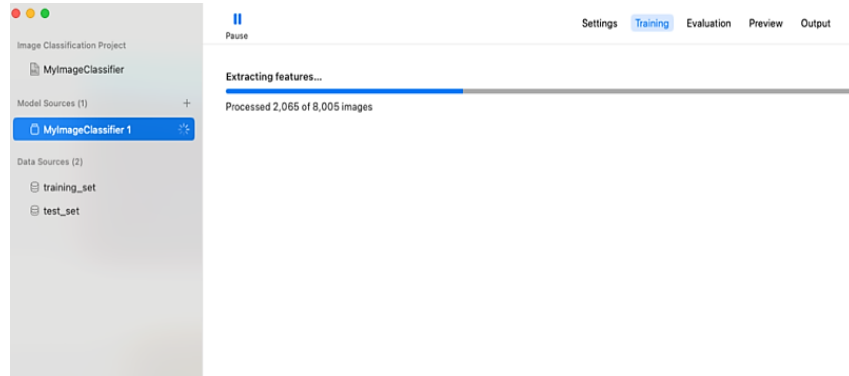 Pause
Settings Training Evaluation Preview Output
Image Classification Project
MyImageClassifier
Model Sources (1) +
MyImageClassifier 1
Data Sources (2)
training_set
test_set
Extracting features...
Processed 2,065 of 8,005 images